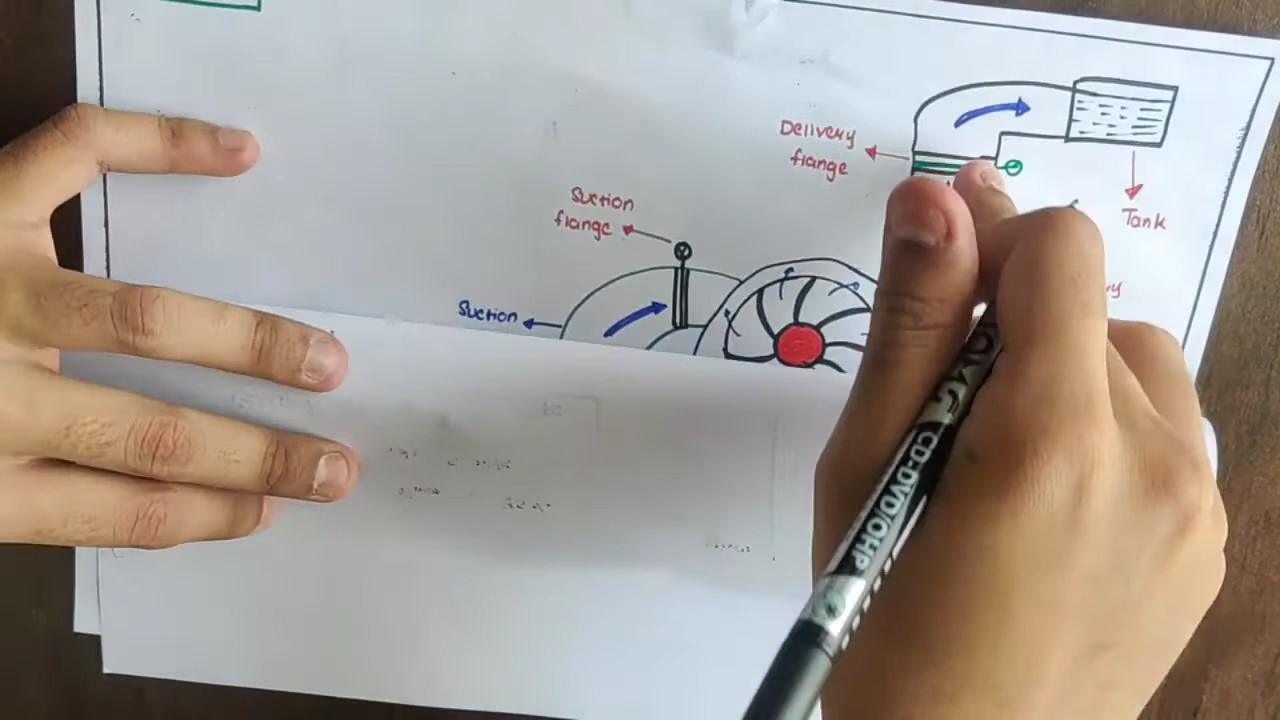 Delivery
flange
Suction
flange
Tank
Suction
CD-DVD/OHP